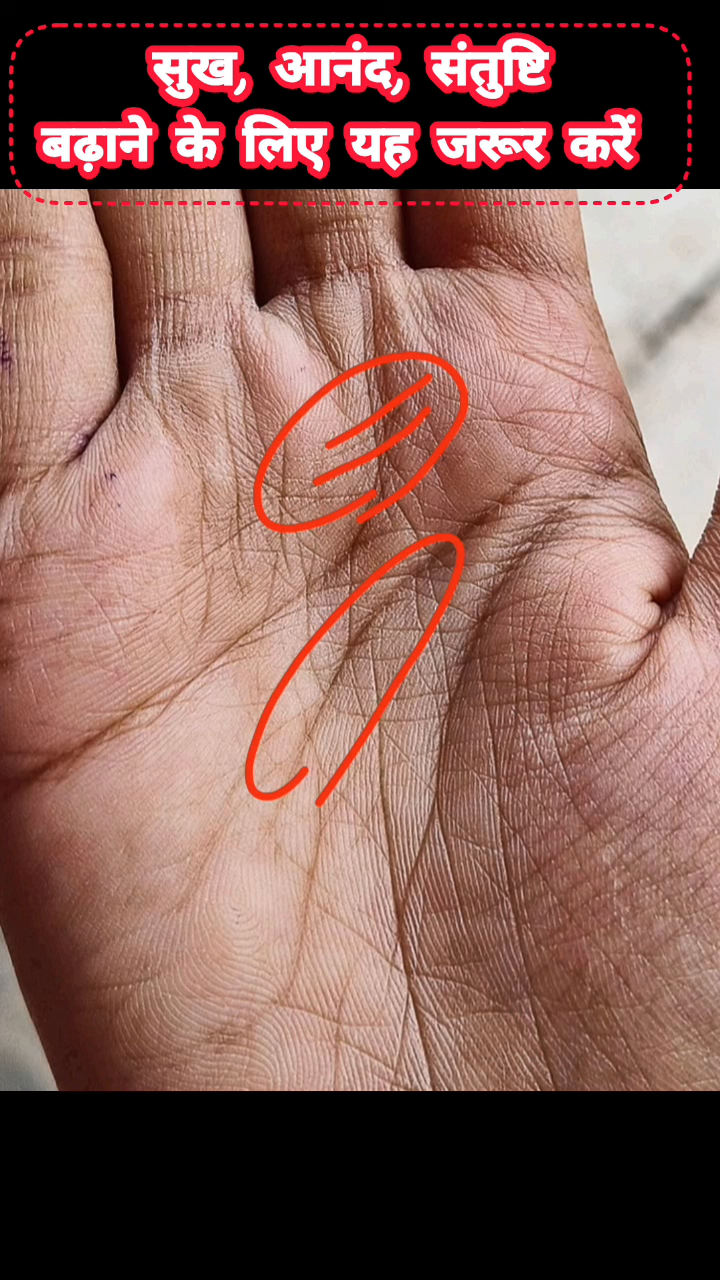 सुख, आनंद, संतुष्टि
बढ़ाने के लिए यह जरूर करें